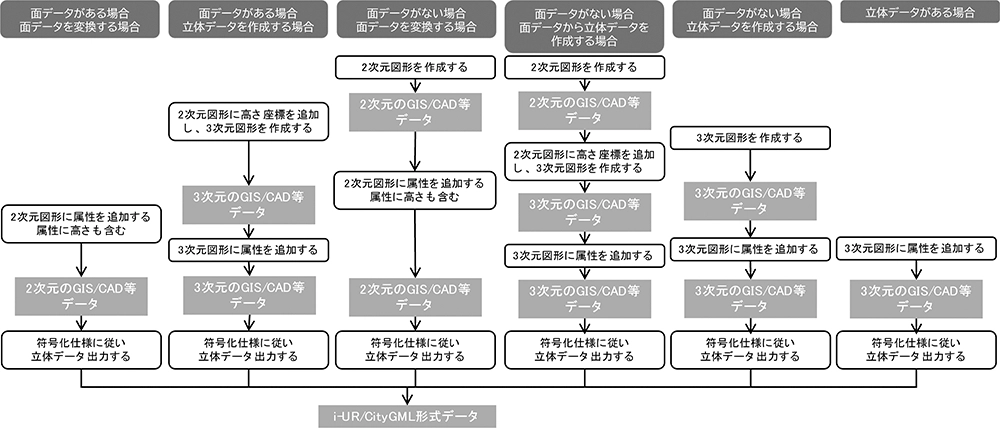 面データがある場合
面データを変換する場合
面データがある場合
立体データを作成する場合
面データがない場合
面データを変換する場合
面データがない場合
面データから立体データを
作成する場合
面データがない場合
立体データを作成する場合
立体データがある場合
2次元図形に属性を追加する
属性に高さも含む
2次元のGIS/CAD等
データ
符号化仕様に従い
立体データ出力する
2次元図形に高さ座標を追加
し、3次元図形を作成する
3次元のGIS/CAD等
データ
3次元図形に属性を追加する
3次元のGIS/CAD等
データ
符号化仕様に従い
立体データ出力する
2次元図形を作成する
2次元のGIS/CAD等
データ
2次元図形に属性を追加する
属性に高さも含む
2次元のGIS/CAD等
データ
符号化仕様に従い
立体データ出力する
2次元図形を作成する
2次元のGIS/CAD等
データ
2次元図形に高さ座標を追加
し、3次元図形を作成する
3次元のGIS/CAD等
データ
3次元図形に属性を追加する
3次元のGIS/CAD等
データ
符号化仕様に従い
立体データ出力する
3次元図形を作成する
3次元のGIS/CAD等
データ
3次元図形に属性を追加する
3次元のGIS/CAD等
データ
符号化仕様に従い
立体データ出力する
3次元図形に属性を追加する
3次元のGIS/CAD等
データ
符号化仕様に従い
立体データ出力する
i-UR/CityGML形式データ